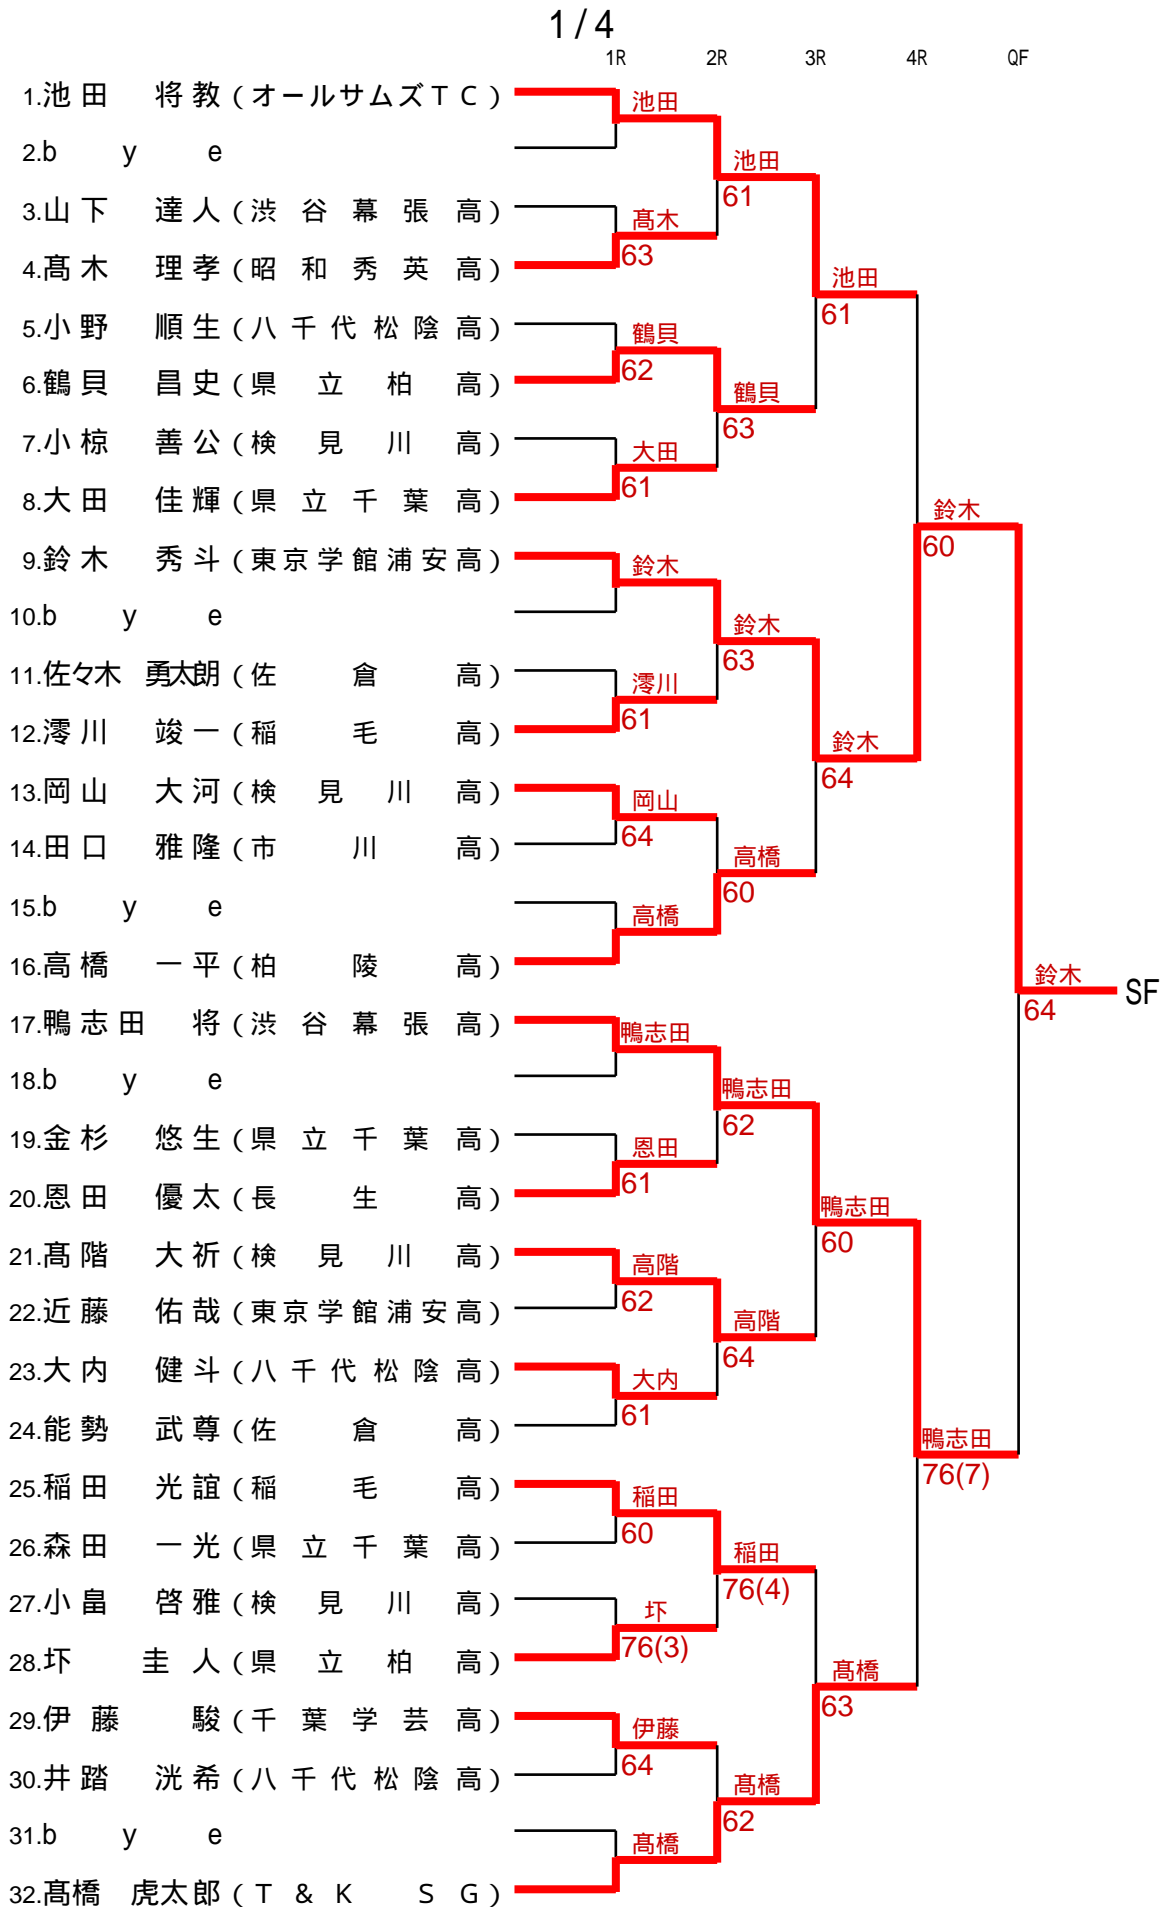 1/4
1R 2R 3R 4R QF
1.池田 将教(オールサムズTC)
池田
2.bye
池田
61
3.山下 達人(渋谷幕張高)
髙木
63
4.髙木 理孝(昭和秀英高)
池田
61
5.小野 順生(八千代松陰高)
鶴貝
62
6.鶴貝 昌史(県立柏高)
鶴貝
63
7.小椋 善公(検見川高)
大田
61
8.大田 佳輝(県立千葉高)
鈴木
60
9.鈴木 秀斗(東京学館浦安高)
鈴木
10.bye
鈴木
63
11.佐々木 勇太朗(佐倉高)
澪川
61
12.澪川 竣一(稲毛高)
鈴木
64
13.岡山 大河(検見川高)
岡山
64
14.田口 雅隆(市川高)
高橋
60
15.bye
高橋
16.高橋 一平(柏陵高)
鈴木
64
SF
17.鴨志田 将(渋谷幕張高)
鴨志田
18.bye
鴨志田
62
19.金杉 悠生(県立千葉高)
恩田
61
20.恩田 優太(長生高)
鴨志田
60
21.髙階 大祈(検見川高)
高階
62
22.近藤 佑哉(東京学館浦安高)
高階
64
23.大内 健斗(八千代松陰高)
大内
61
24.能勢 武尊(佐倉高)
鴨志田
76(7)
25.稲田 光誼(稲毛高)
稲田
60
26.森田 一光(県立千葉高)
稲田
76(4)
27.小畠 啓雅(検見川高)
圷
76(3)
28.圷 圭人(県立柏高)
髙橋
63
29.伊藤 駿(千葉学芸高)
伊藤
64
30.井踏 洸希(八千代松陰高)
髙橋
62
31.bye
髙橋
32.髙橋 虎太郎(T&K SG)